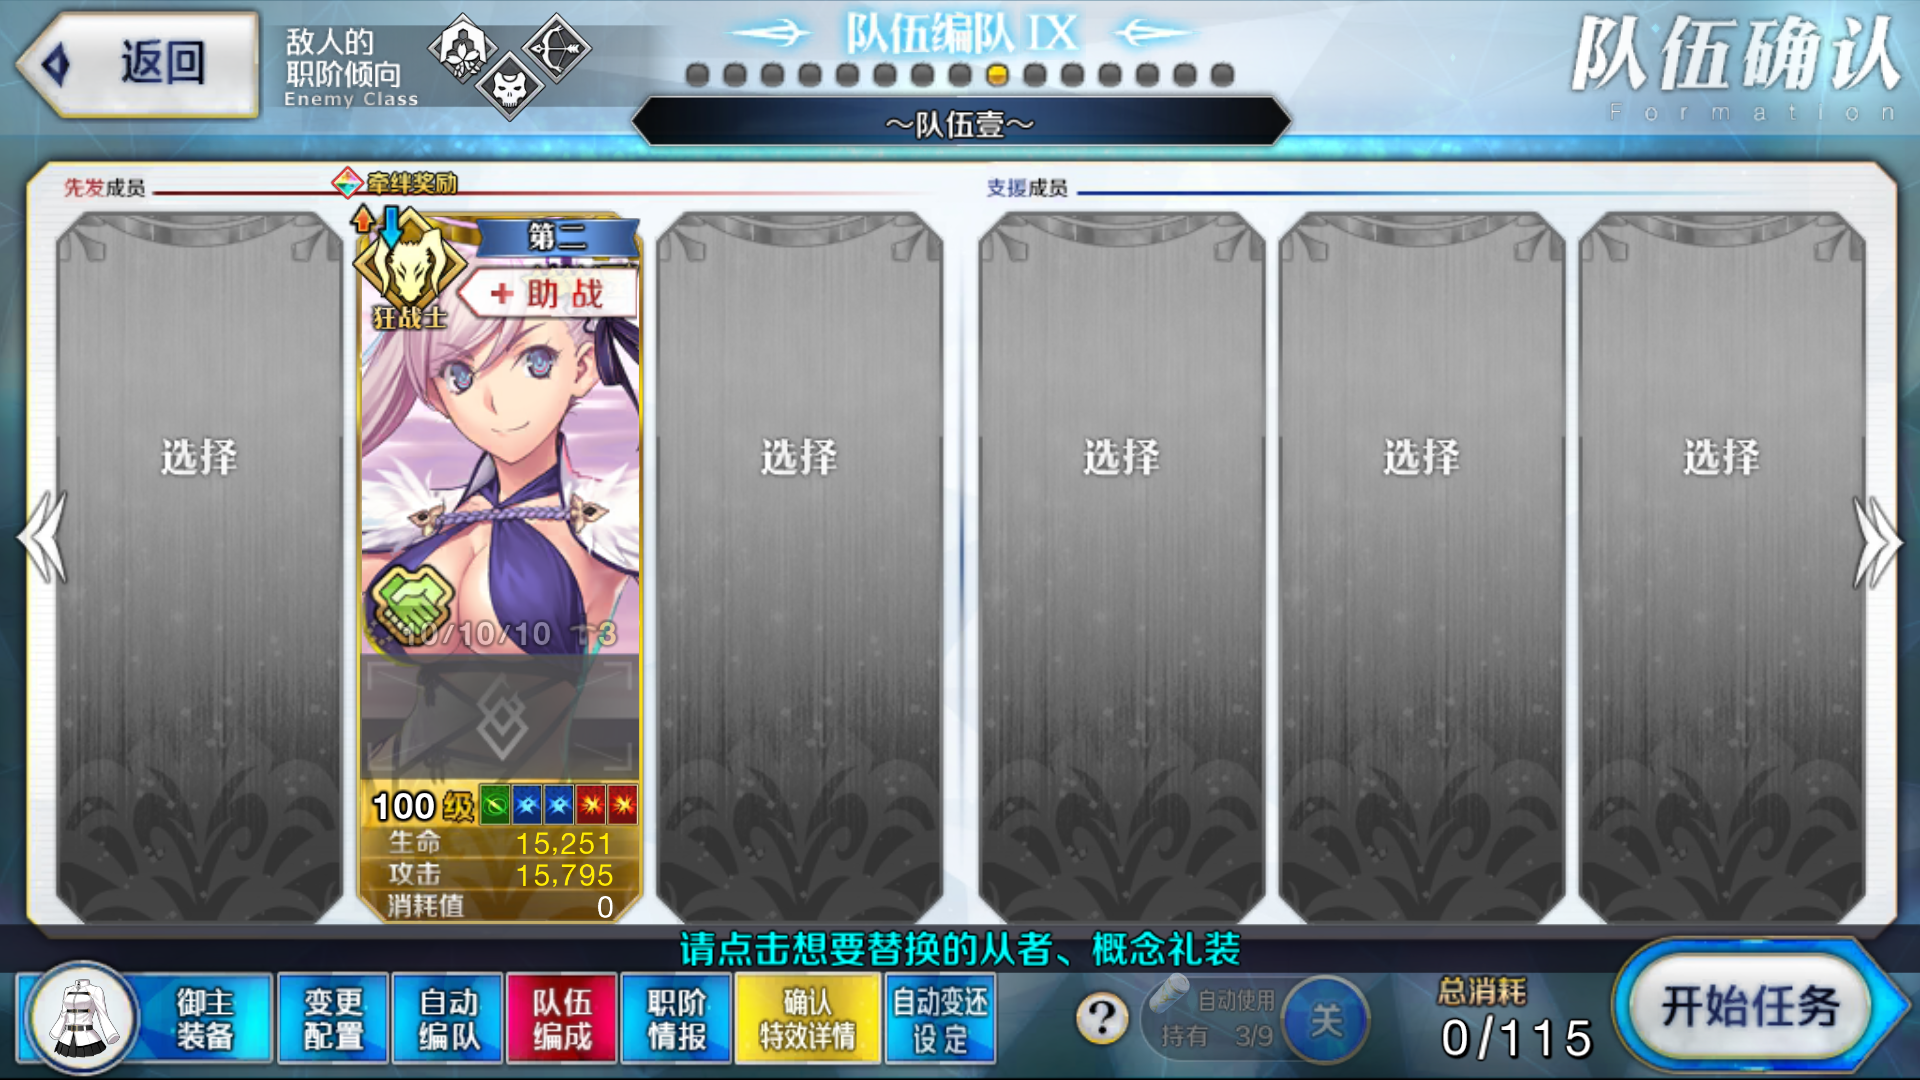 返回
敌人的
职阶倾向
Enemy Class
队伍编队 IX
～队伍壹～
队伍确认
Formation
先发成员
牵绊奖励
支援成员
第二
+ 助战
狂战士
选择
选择
选择
选择
选择
10/10/10
3
100级
生命 15,251
攻击 15,795
消耗值 0
请点击想要替换的从者、概念礼装
御主
装备
变更
配置
自动
编队
队伍
编成
职阶
情报
确认
特效详情
自动变还
设定
?
自动使用
持有 3/9
关
总消耗
0/115
开始任务